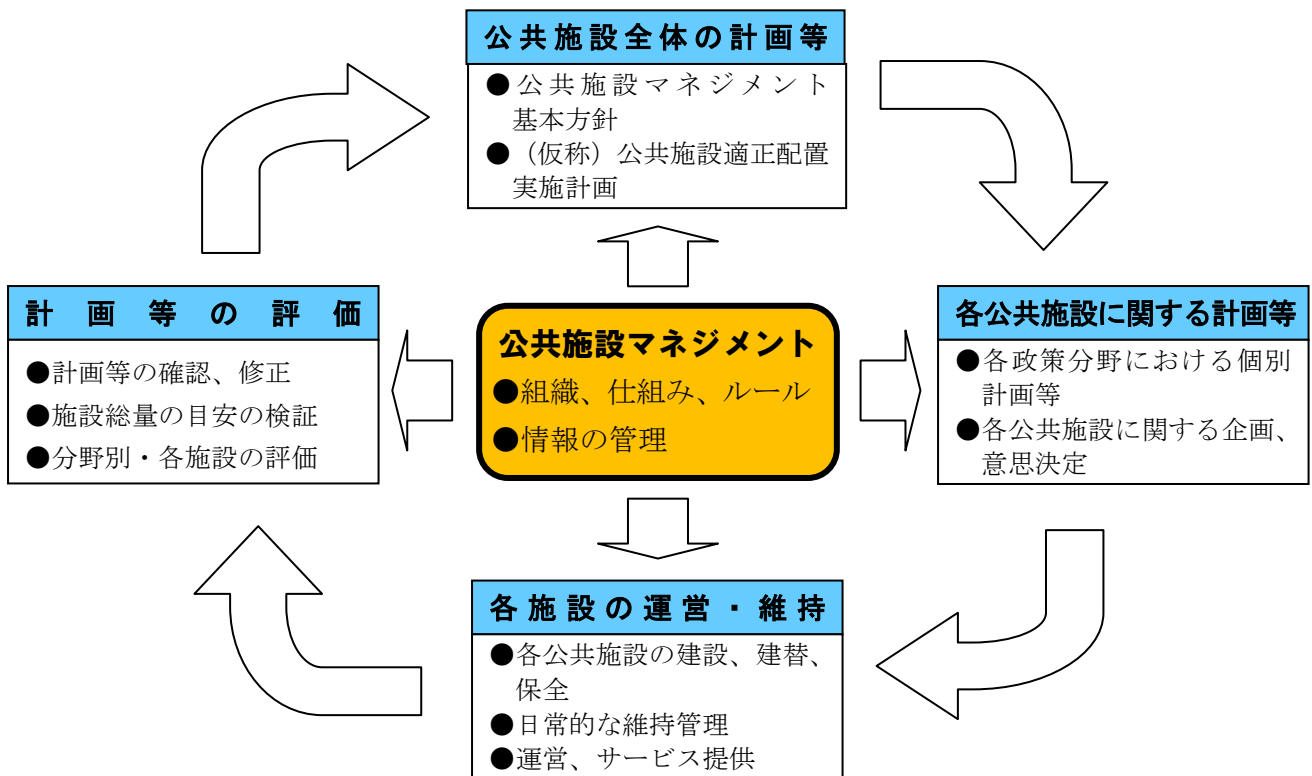 公共施設全体の計画等
●公共施設マネジメント
基本方針
●（仮称）公共施設適正配置
実施計画
計画等の評価
●計画等の確認、修正
●施設総量の目安の検証
●分野別・各施設の評価
公共施設マネジメント
●組織、仕組み、ルール
●情報の管理
各公共施設に関する計画等
●各政策分野における個別
計画等
●各公共施設に関する企画、
意思決定
各施設の運営・維持
●各公共施設の建設、建替、
保全
●日常的な維持管理
●運営、サービス提供